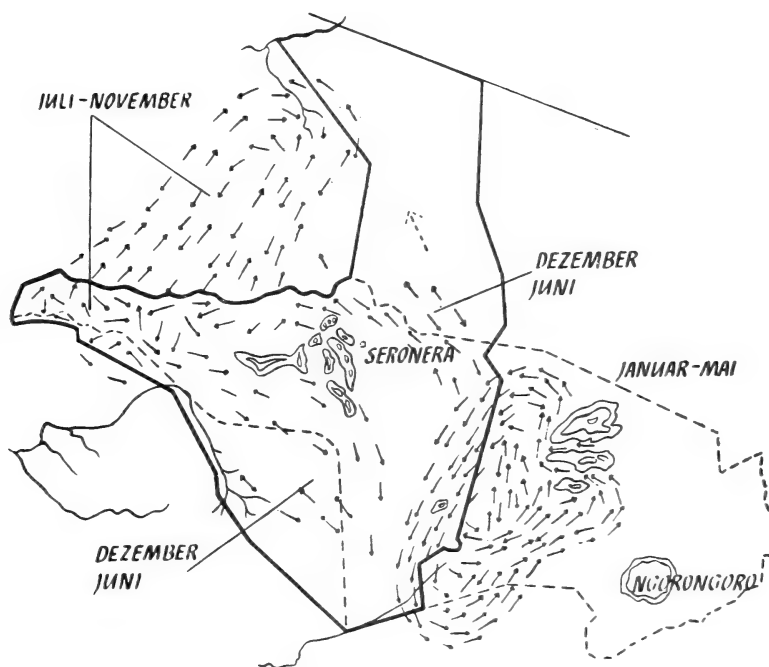 JULI-NOVEMBER
DEZEMBER
JUNI
SERONERA
JANUAR-MAI
DEZEMBER
JUNI
NGORONGORO